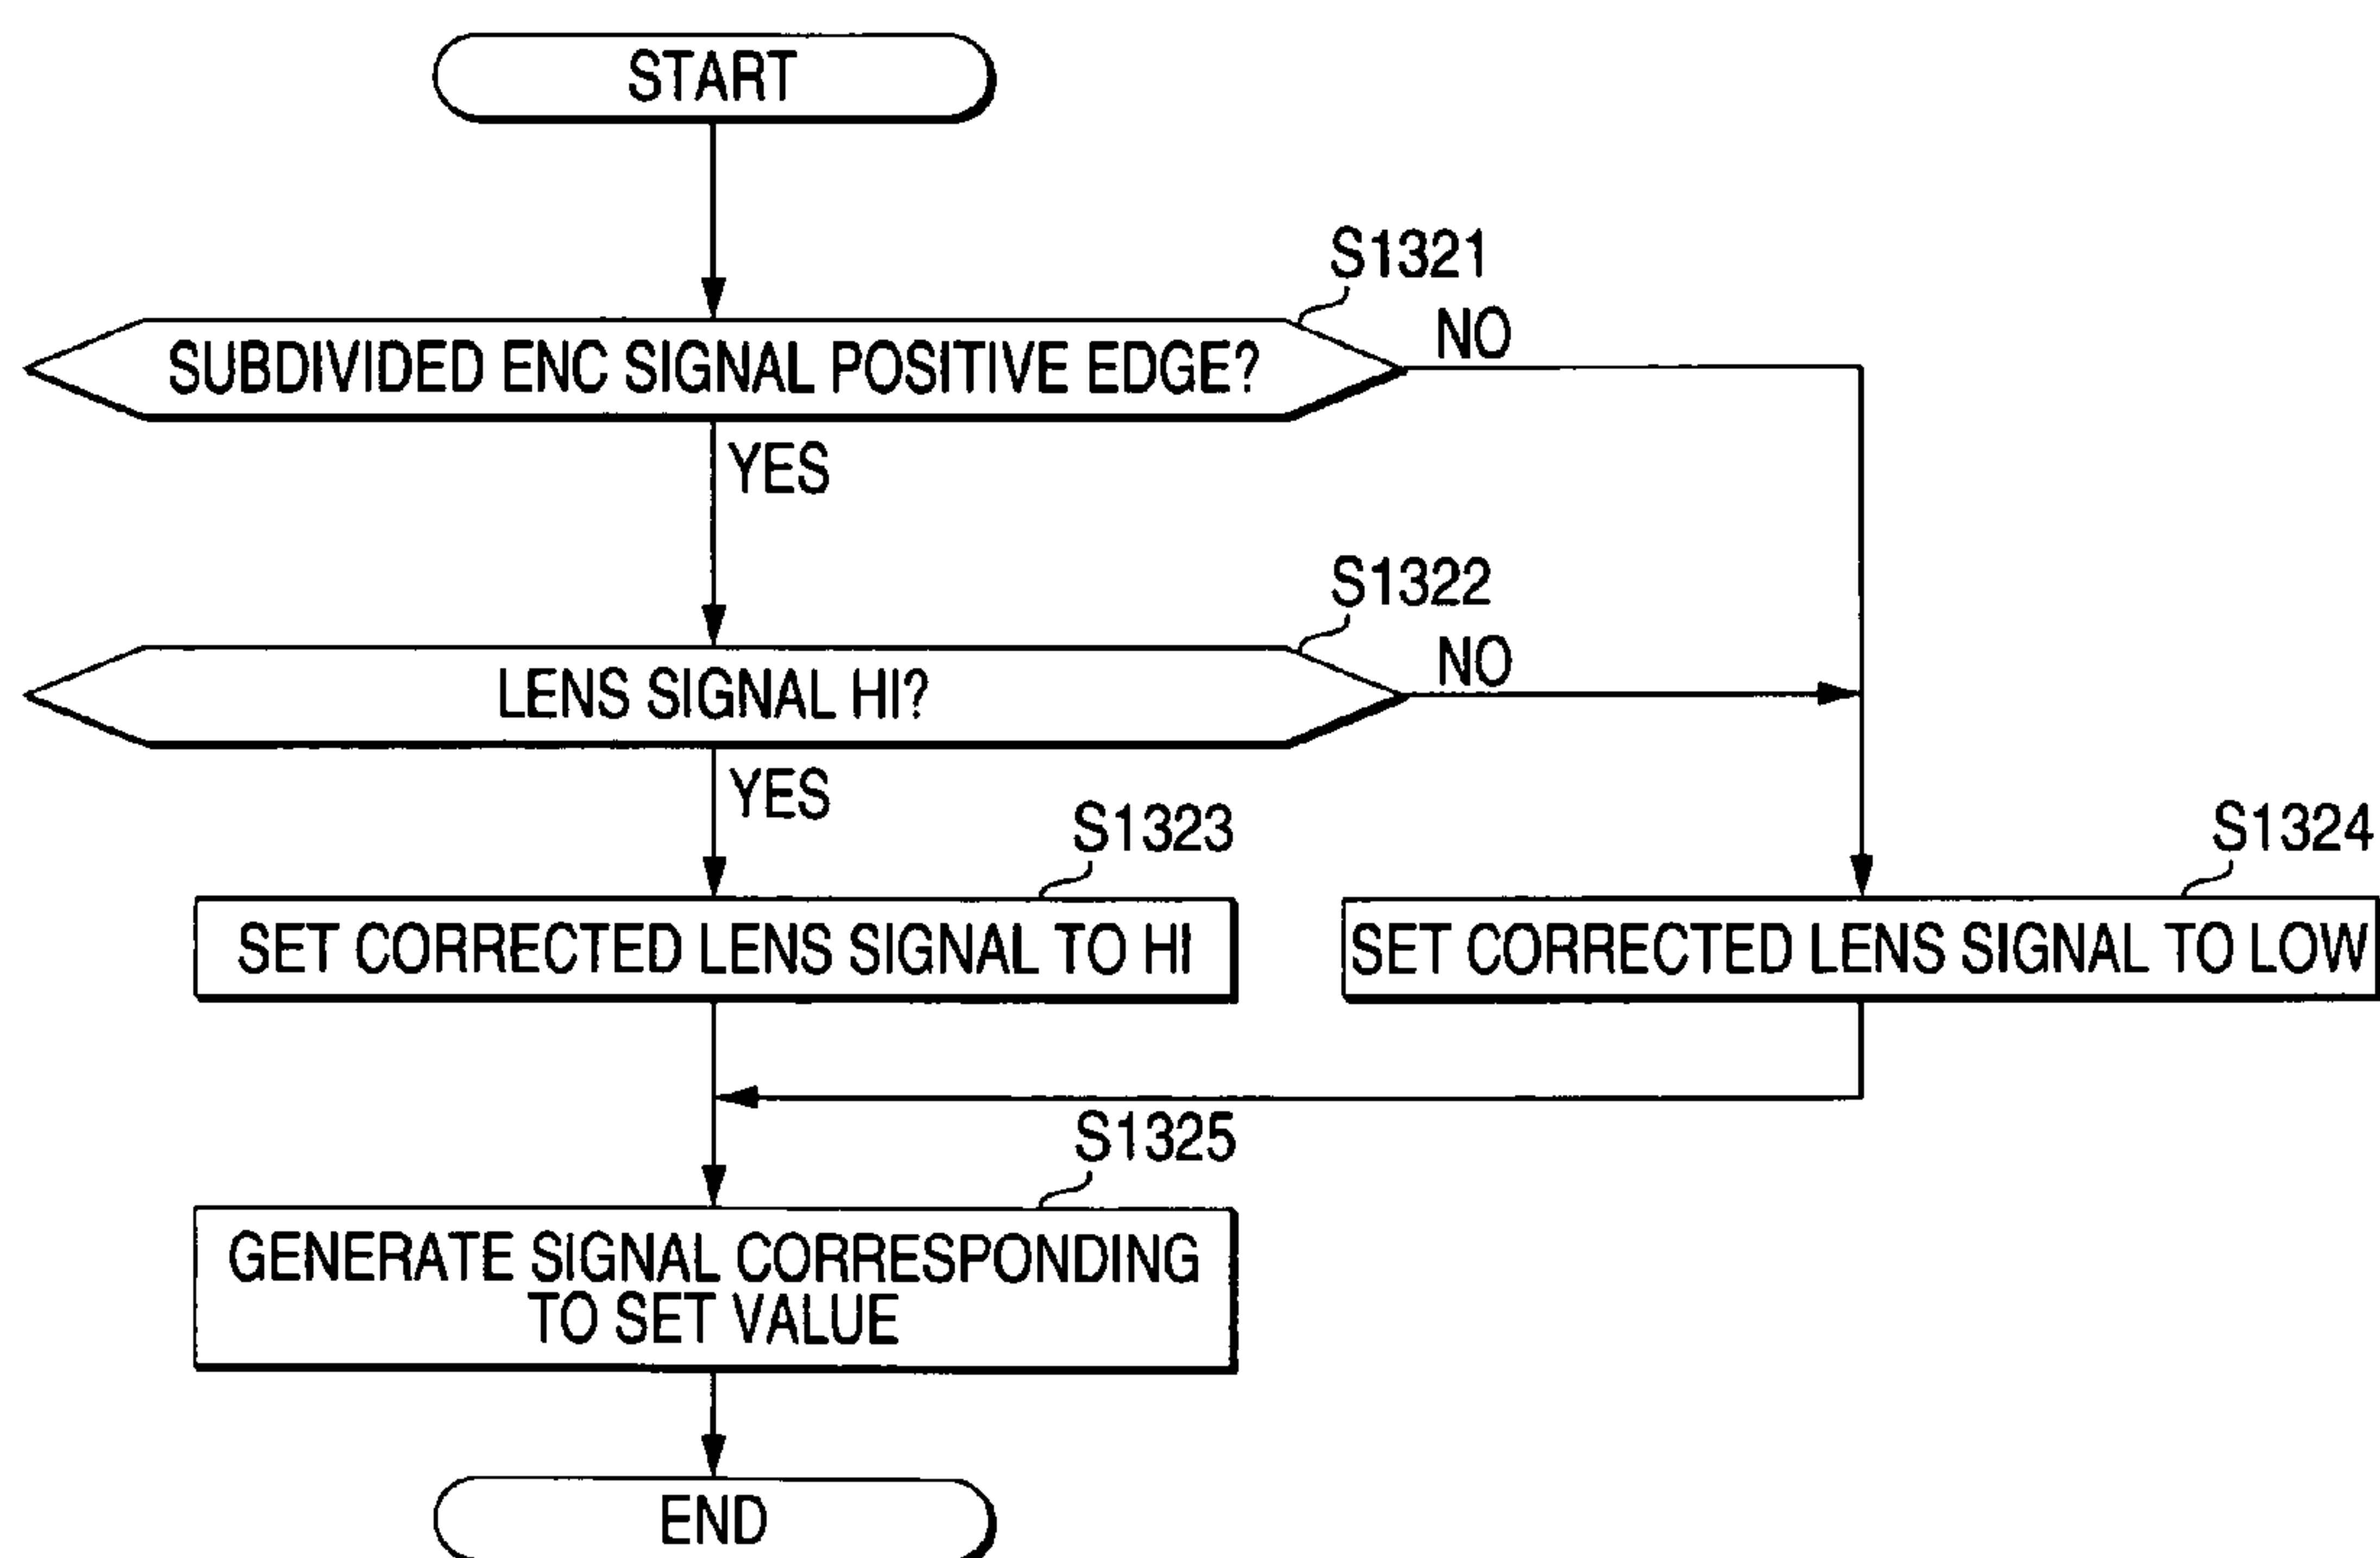 START
S1321
SUBDIVIDED ENC SIGNAL POSITIVE EDGE?
NO
YES
S1322
LENS SIGNAL HI?
NO
YES
S1323
SET CORRECTED LENS SIGNAL TO HI
S1324
SET CORRECTED LENS SIGNAL TO LOW
S1325
GENERATE SIGNAL CORRESPONDING
TO SET VALUE
END